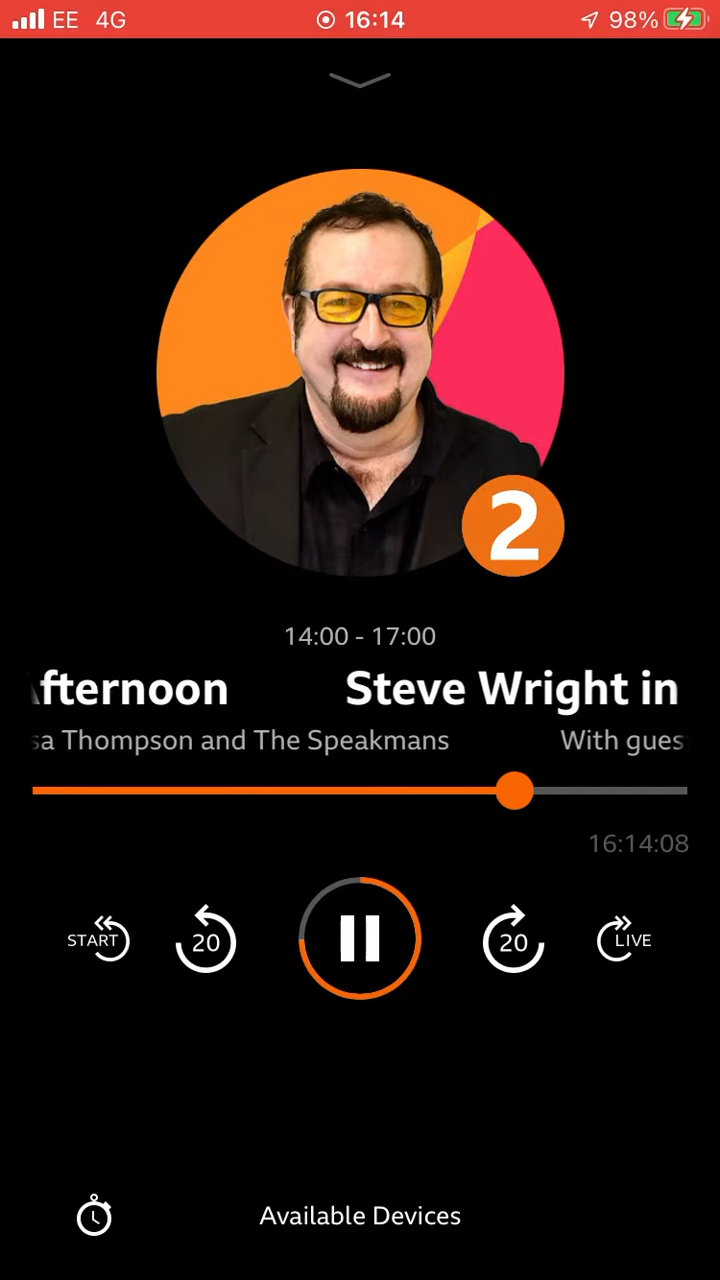 EE 4G 16:14 98%
2
14:00 - 17:00
fternoon Steve Wright in
sa Thompson and The Speakmans With gues
16:14:08
START 20 20 LIVE
Available Devices